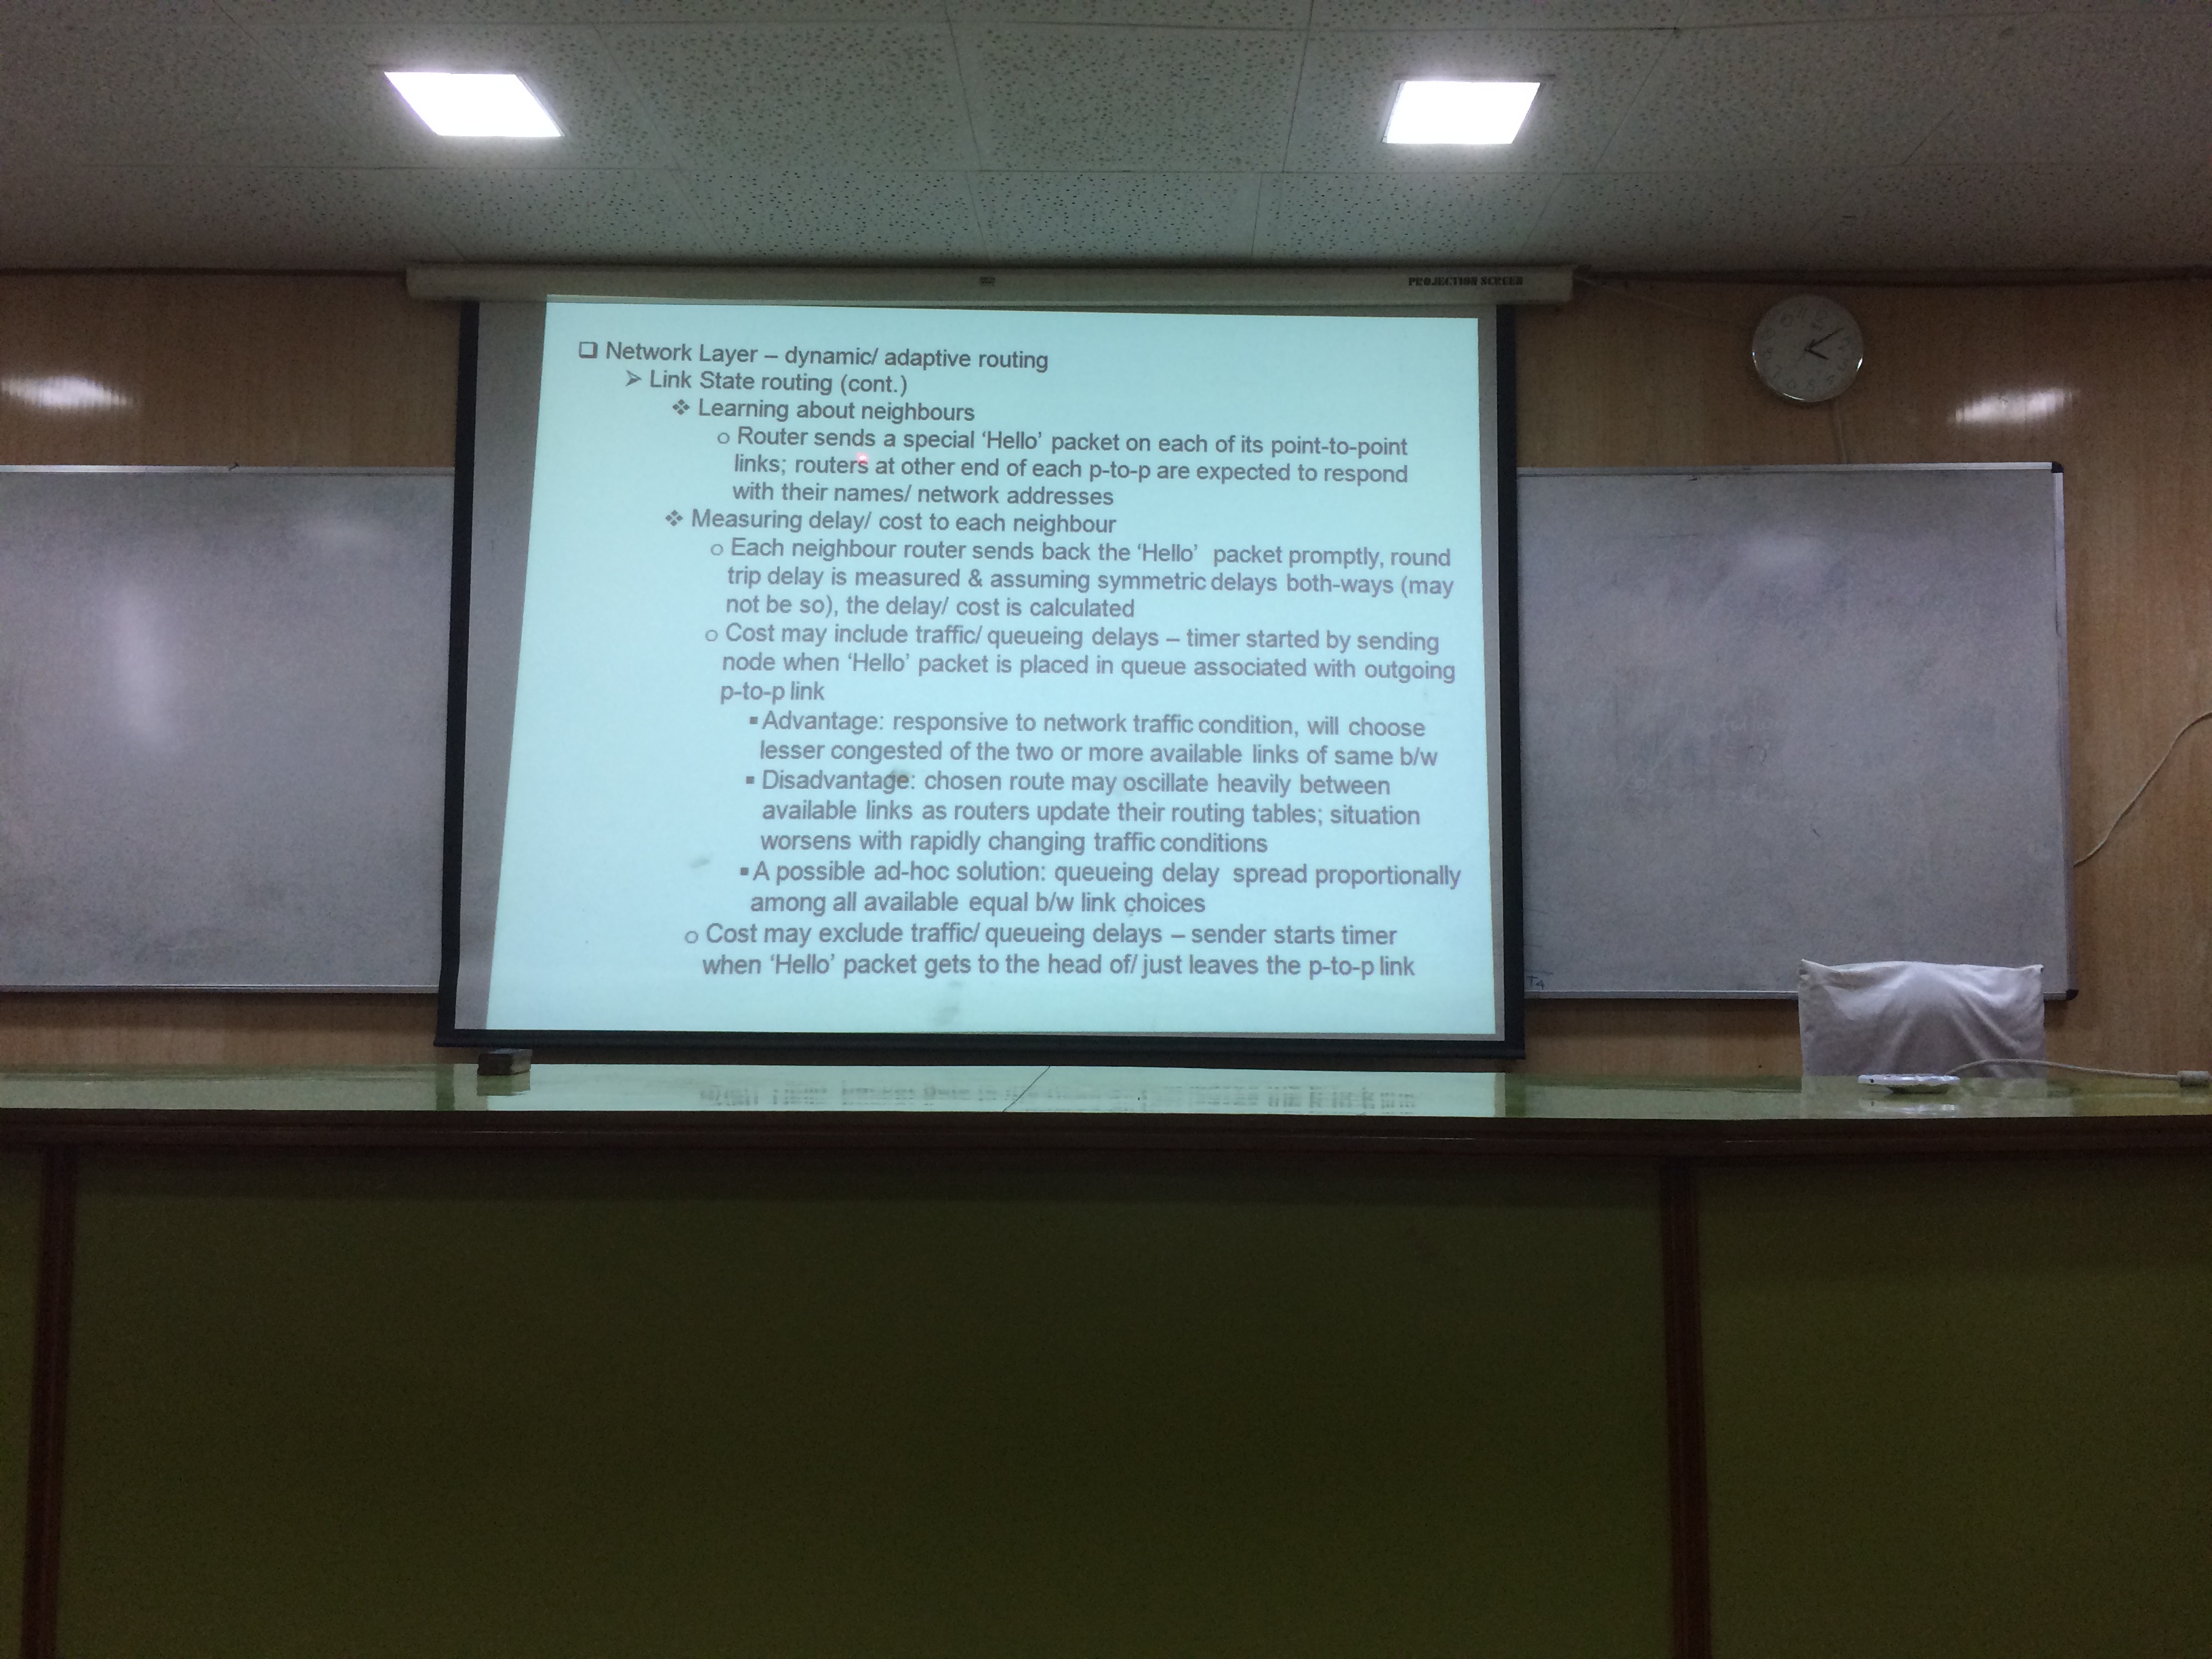 PROJECTION SCREEN
❑ Network Layer – dynamic/ adaptive routing
➢ Link State routing (cont.)
❖ Learning about neighbours
o Router sends a special ‘Hello’ packet on each of its point-to-point
links; routers at other end of each p-to-p are expected to respond
with their names/ network addresses
❖ Measuring delay/ cost to each neighbour
o Each neighbour router sends back the ‘Hello’ packet promptly, round
trip delay is measured & assuming symmetric delays both-ways (may
not be so), the delay/ cost is calculated
o Cost may include traffic/ queueing delays – timer started by sending
node when ‘Hello’ packet is placed in queue associated with outgoing
p-to-p link
▪ Advantage: responsive to network traffic condition, will choose
lesser congested of the two or more available links of same b/w
▪ Disadvantage: chosen route may oscillate heavily between
available links as routers update their routing tables; situation
worsens with rapidly changing traffic conditions
▪ A possible ad-hoc solution: queueing delay spread proportionally
among all available equal b/w link choices
o Cost may exclude traffic/ queueing delays – sender starts timer
when ‘Hello’ packet gets to the head of/ just leaves the p-to-p link
T4